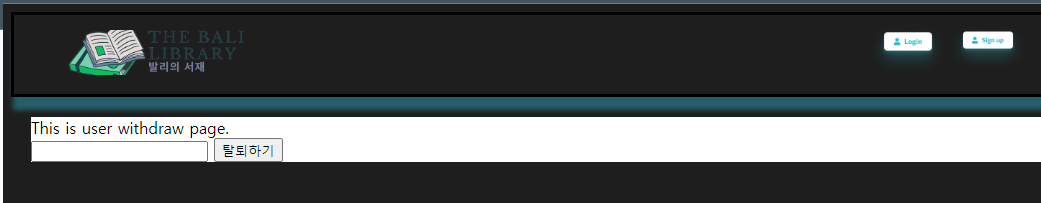 THE BALI
LIBRARY
발리의 서재
Login
Sign up
This is user withdraw page.
탈퇴하기